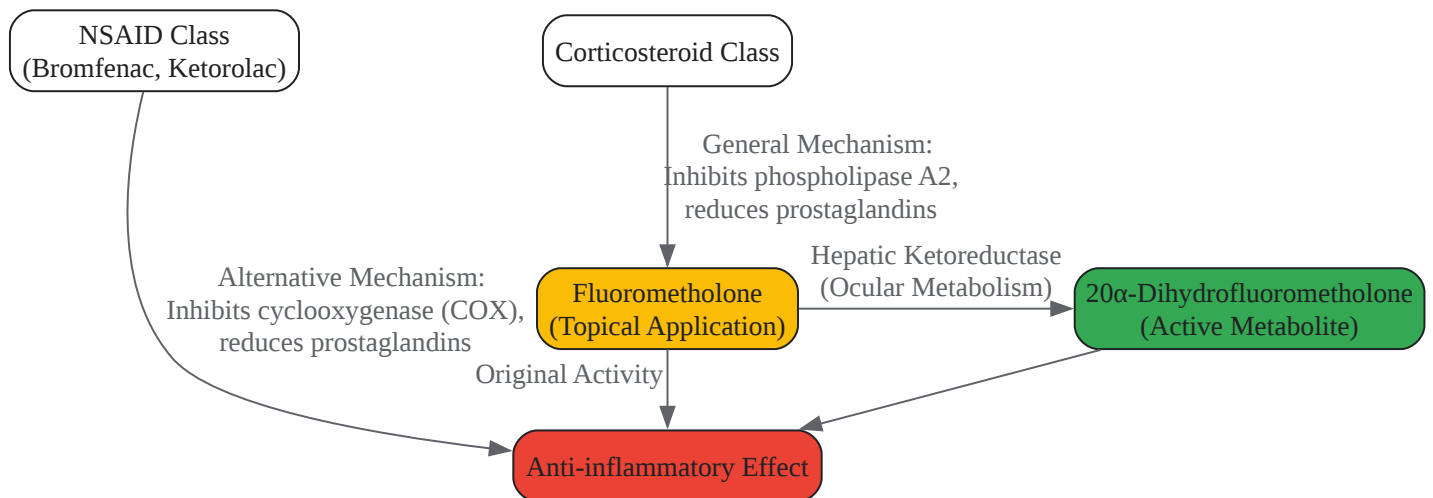 NSAID Class
(Bromfenac, Ketorolac)
Corticosteroid Class
General Mechanism:
Inhibits phospholipase A2,
reduces prostaglandins
Alternative Mechanism:
Inhibits cyclooxygenase (COX),
reduces prostaglandins
Fluorometholone
(Topical Application)
Hepatic Ketoreductase
(Ocular Metabolism)
20α-Dihydrofluorometholone
(Active Metabolite)
Original Activity
Anti-inflammatory Effect